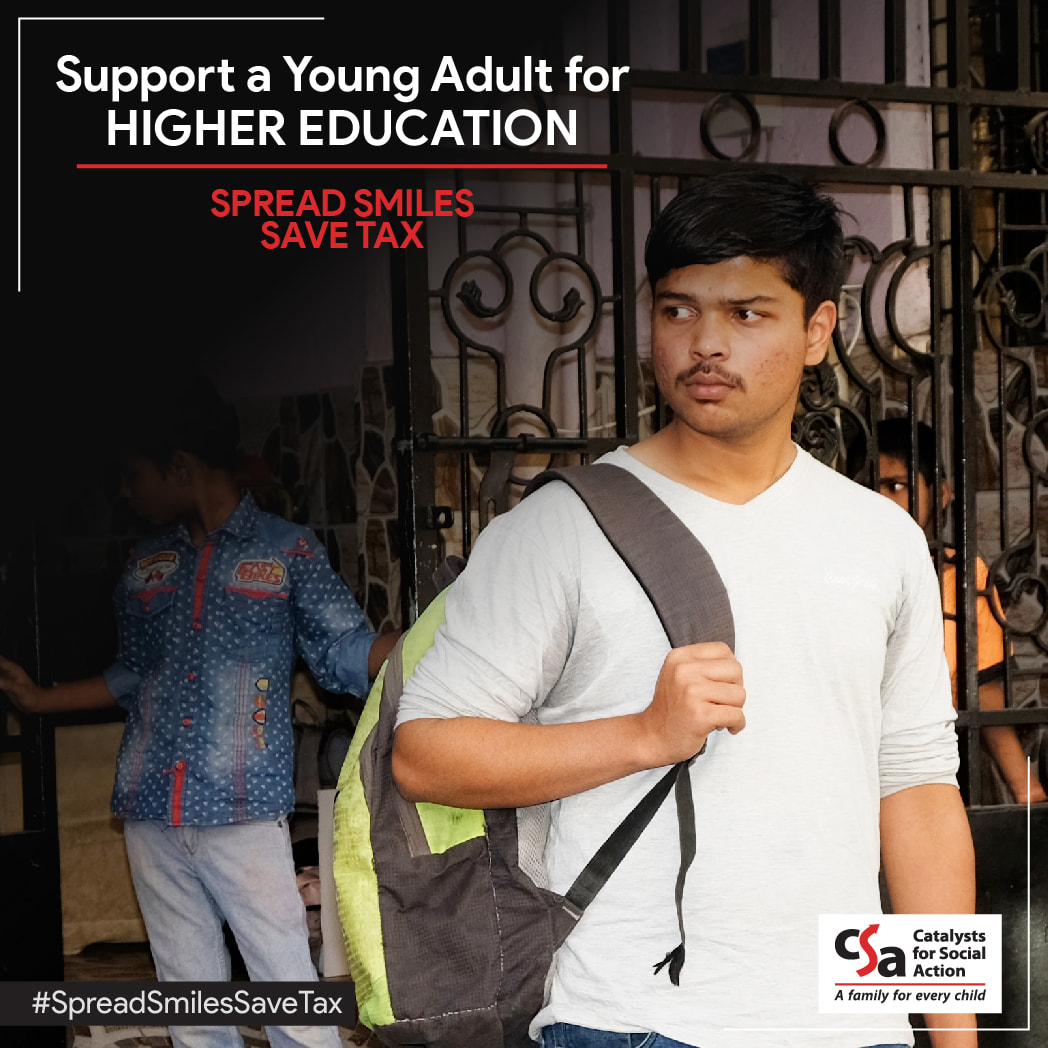 Support a Young Adult for
HIGHER EDUCATION
SPREAD SMILES
SAVE TAX
#SpreadSmilesSaveTax
csa
Catalysts
for Social
Action
A family for every child